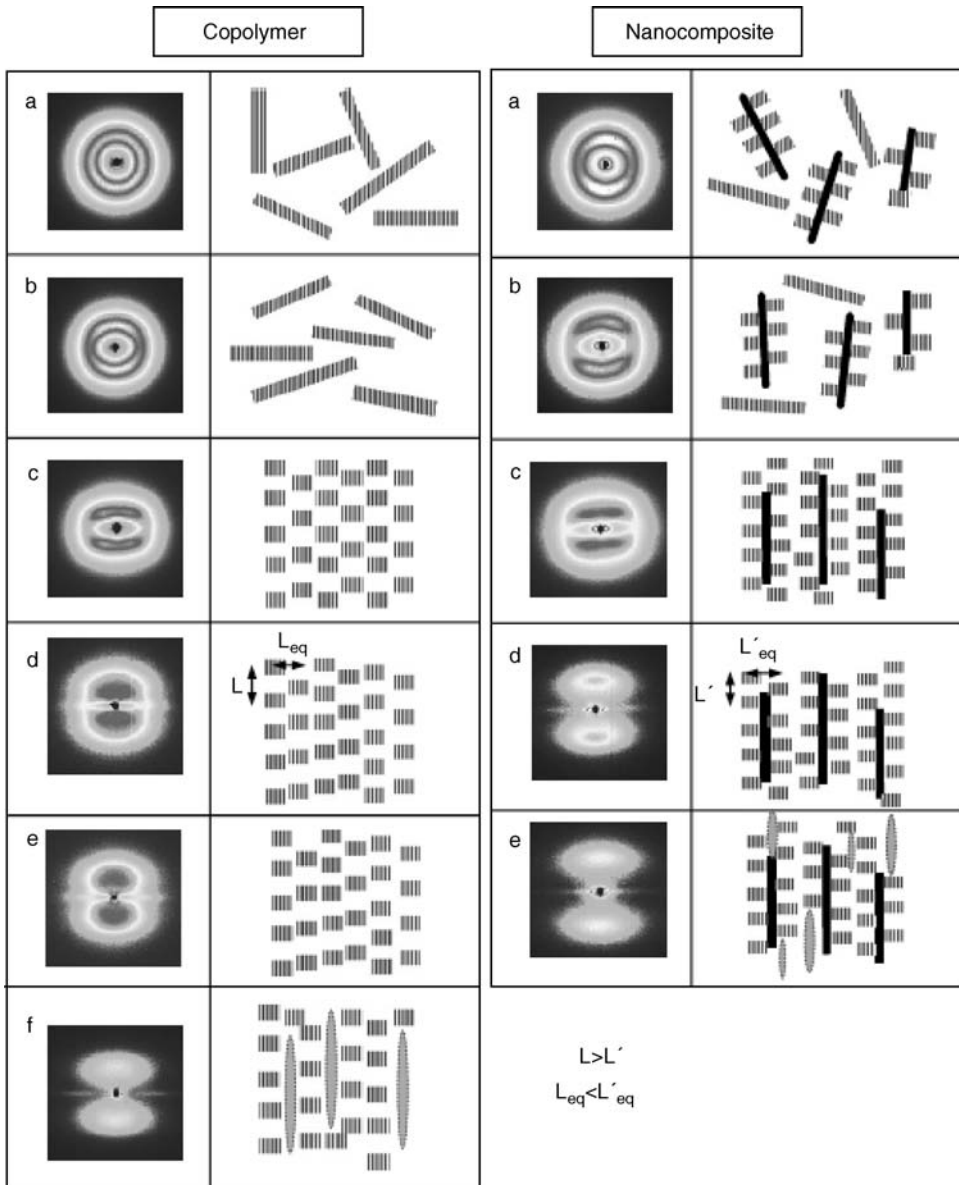 Copolymer
Nanocomposite
a
a
b
b
c
c
d
L_eq
L
d
L´_eq
L´
e
e
f
L>L´
L_eq<L´_eq